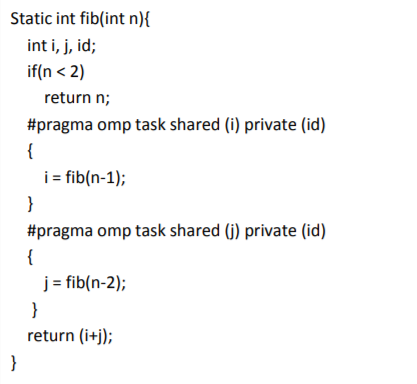 Static int fib(int n){
int i, j, id;
if(n < 2)
return n;
#pragma omp task shared (i) private (id)
{
i = fib(n-1);
}
#pragma omp task shared (j) private (id)
{
j = fib(n-2);
}
return (i+j);
}